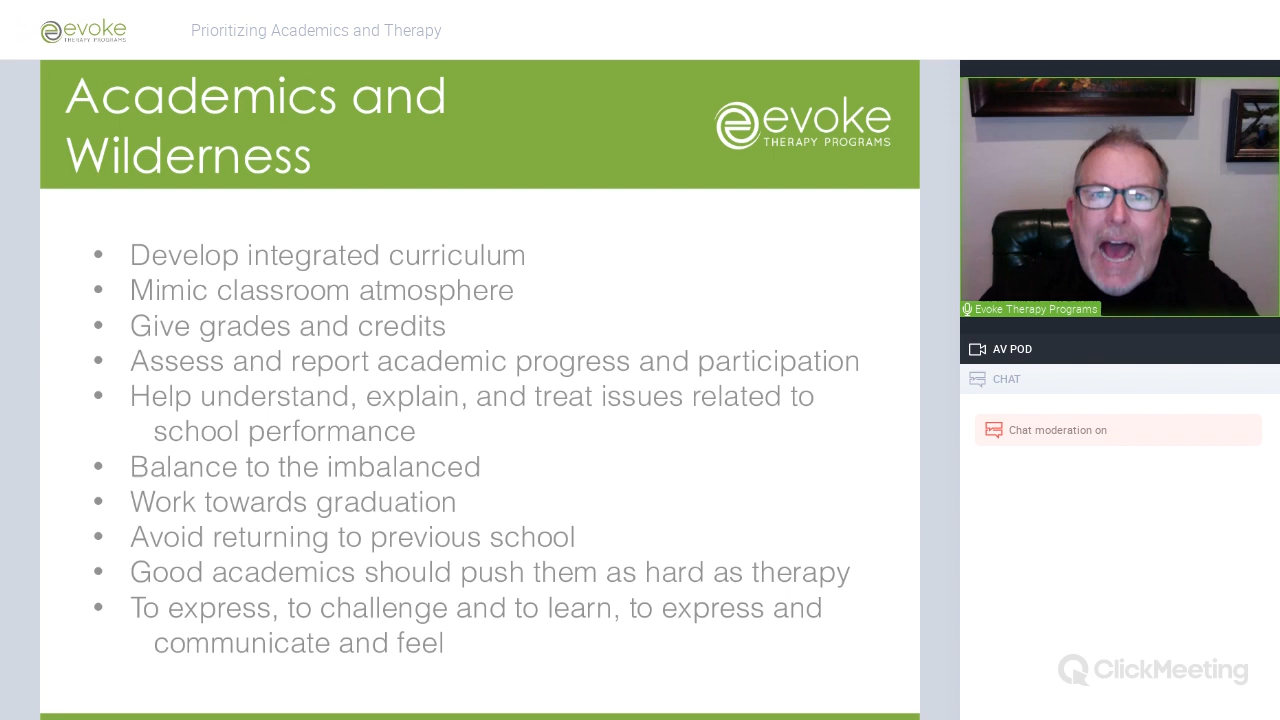 evoke
THERAPY PROGRAMS
Prioritizing Academics and Therapy
Academics and
Wilderness
evoke
THERAPY PROGRAMS
• Develop integrated curriculum
• Mimic classroom atmosphere
• Give grades and credits
• Assess and report academic progress and participation
• Help understand, explain, and treat issues related to
school performance
• Balance to the imbalanced
• Work towards graduation
• Avoid returning to previous school
• Good academics should push them as hard as therapy
• To express, to challenge and to learn, to express and
communicate and feel
Evoke Therapy Programs
AV POD
CHAT
Chat moderation on
ClickMeeting